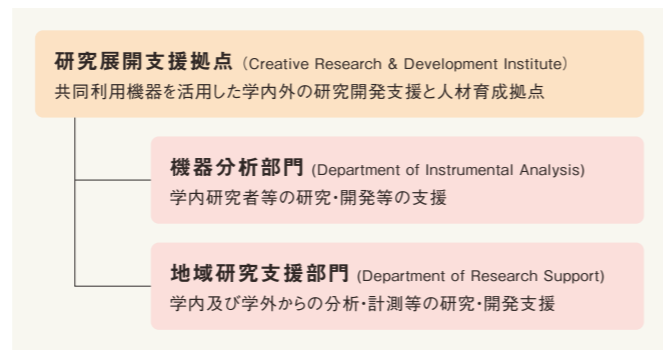 研究展開支援拠点 (Creative Research & Development Institute)
共同利用機器を活用した学内外の研究開発支援と人材育成拠点
機器分析部門 (Department of Instrumental Analysis)
学内研究者等の研究・開発等の支援
地域研究支援部門 (Department of Research Support)
学内及び学外からの分析・計測等の研究・開発支援